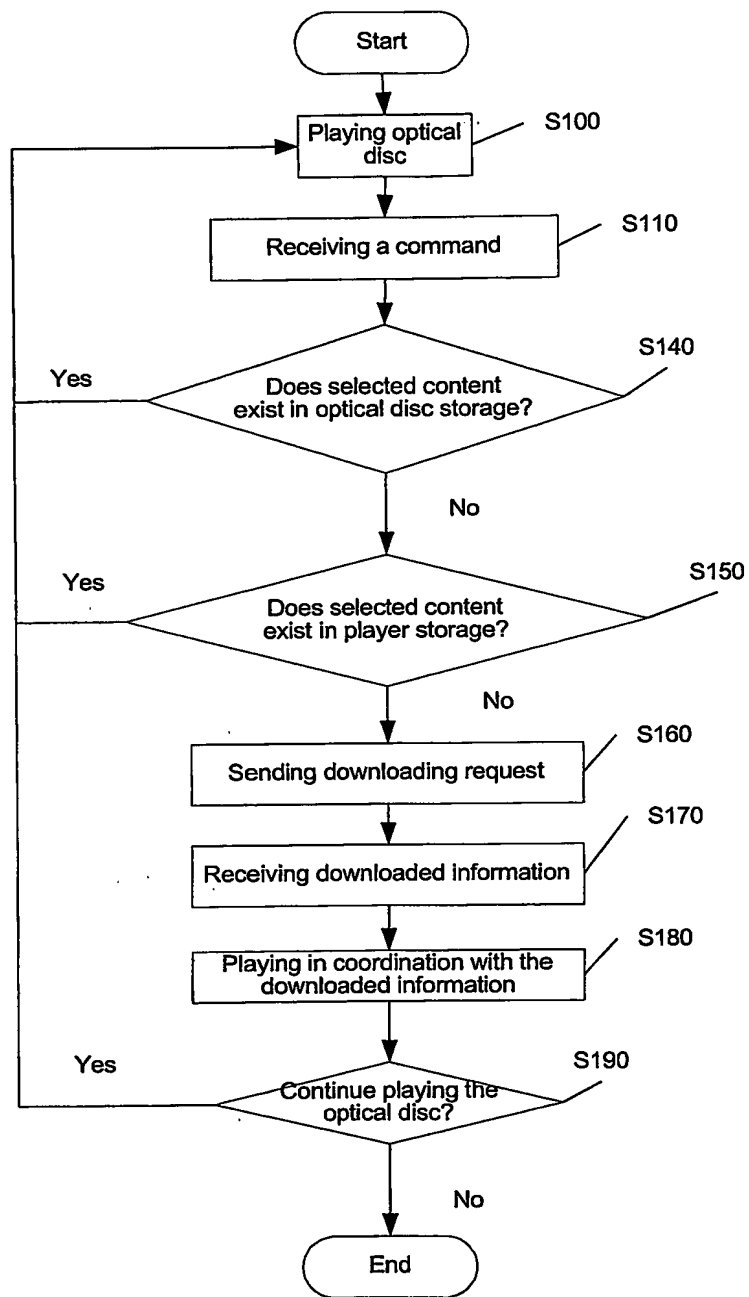 Start
Playing optical
disc
S100
Receiving a command
S110
Does selected content
exist in optical disc storage?
S140
Yes
No
Does selected content
exist in player storage?
S150
Yes
No
Sending downloading request
S160
Receiving downloaded information
S170
Playing in coordination with the
downloaded information
S180
Continue playing the
optical disc?
S190
Yes
No
End